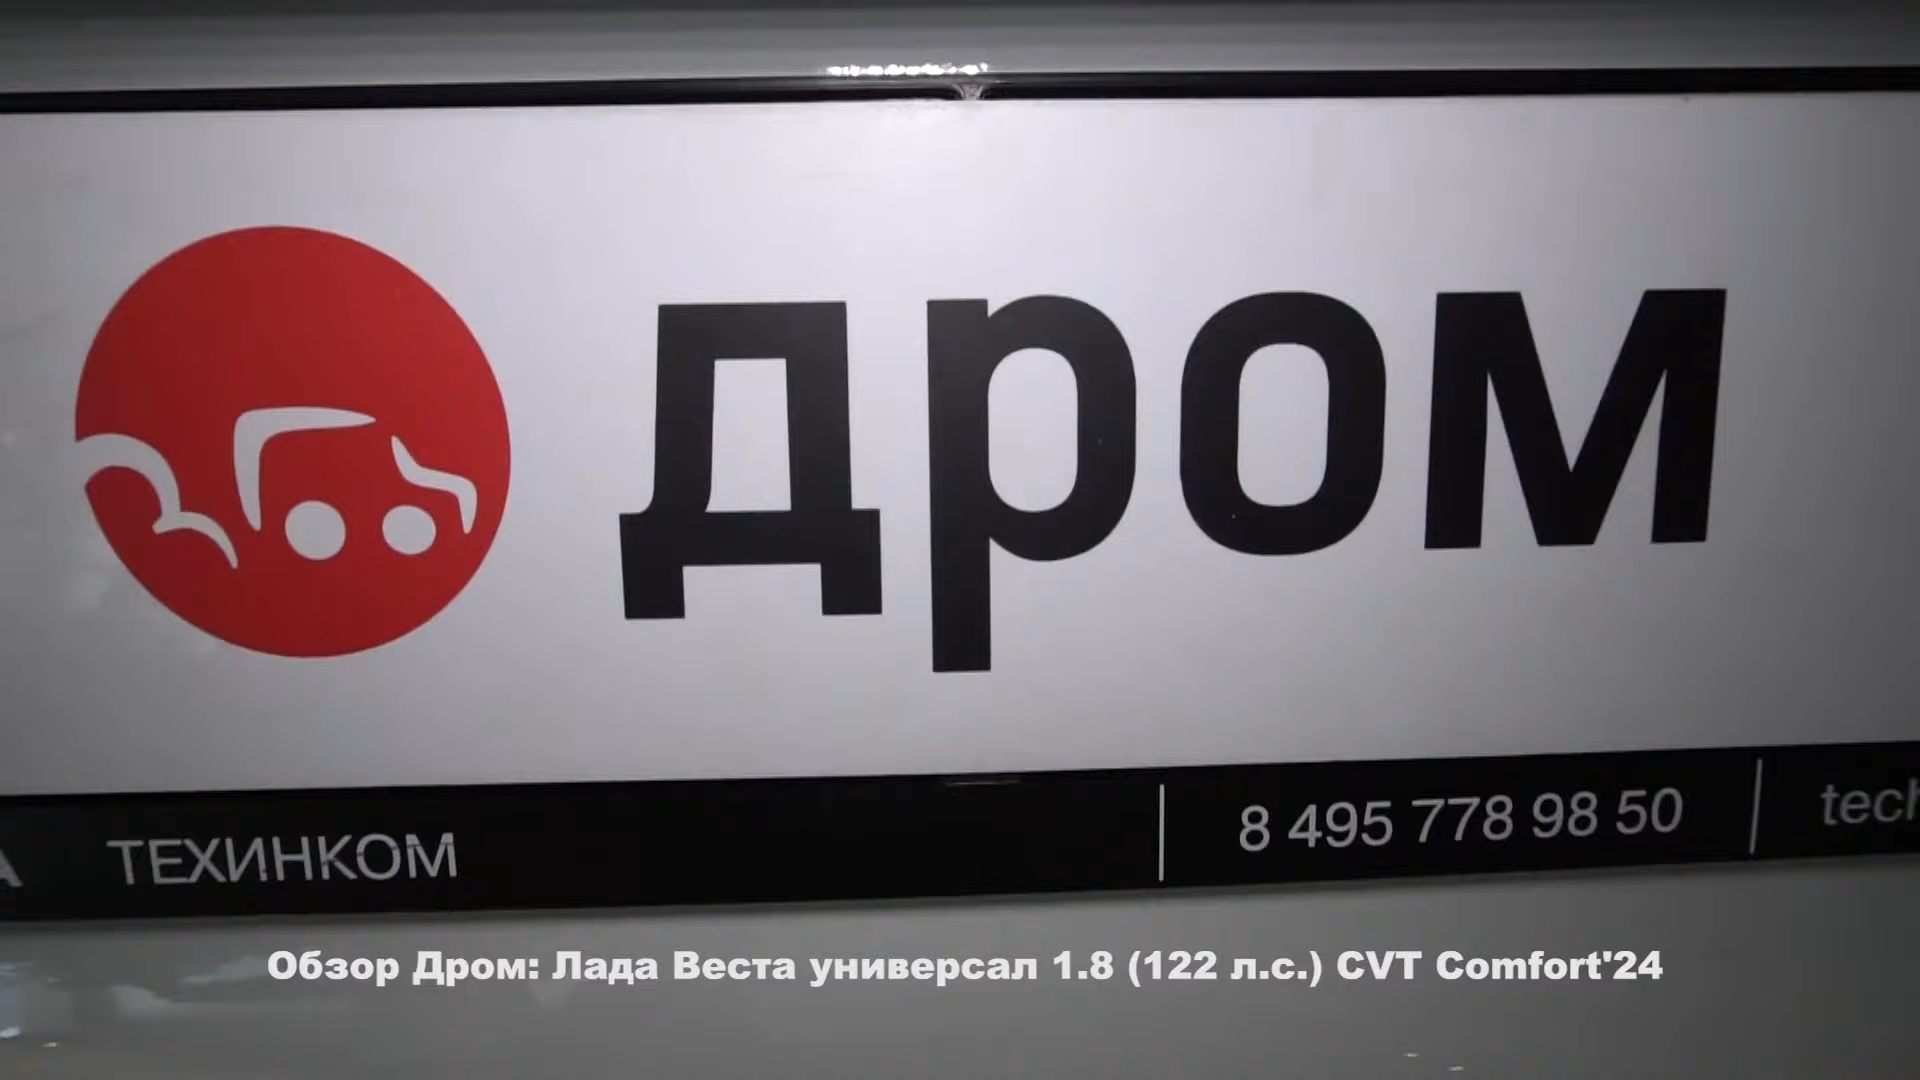 дром
ТЕХИНКОМ 8 495 778 98 50
Обзор Дром: Лада Веста универсал 1.8 (122 л.с.) CVT Comfort'24